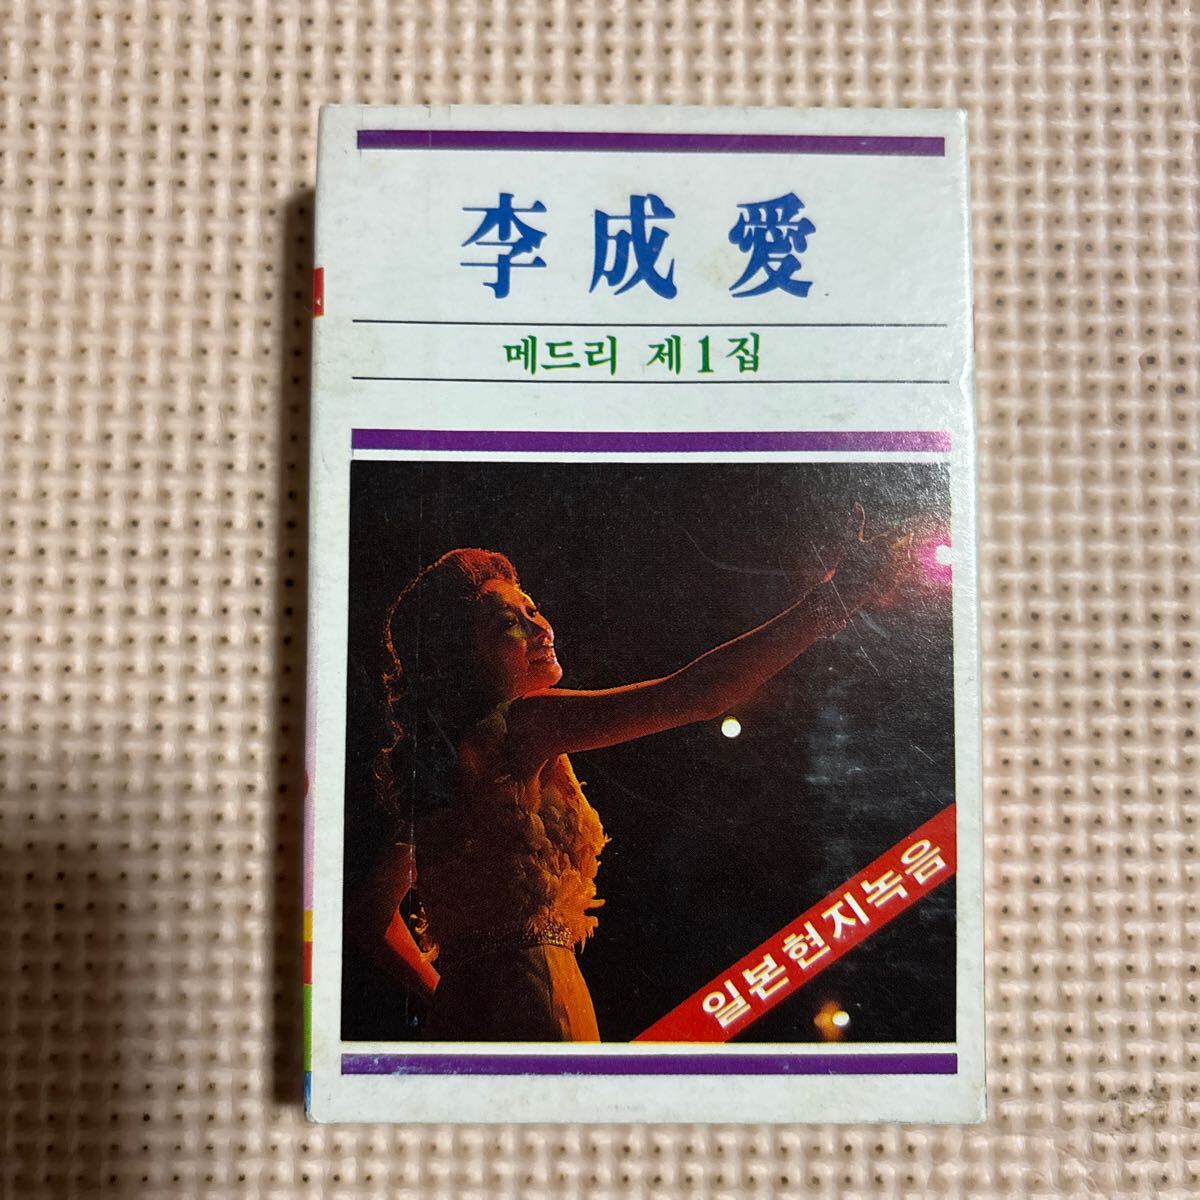 李成愛
메드리 제1집
일본현지녹음